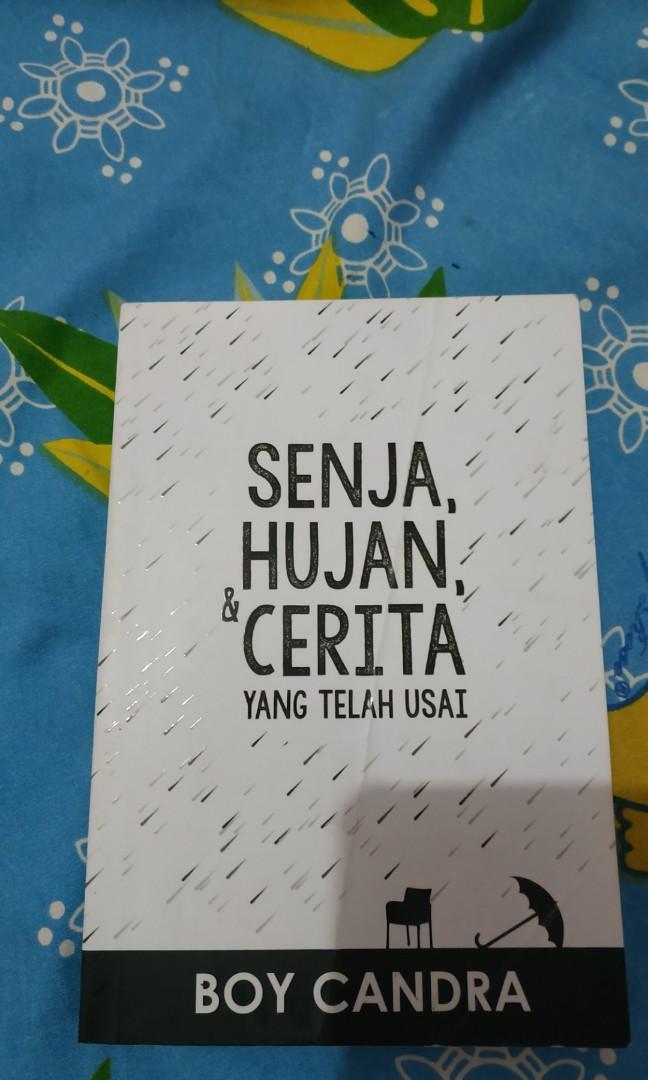 SENJA,
HUJAN,
& CERITA
YANG TELAH USAI
BOY CANDRA